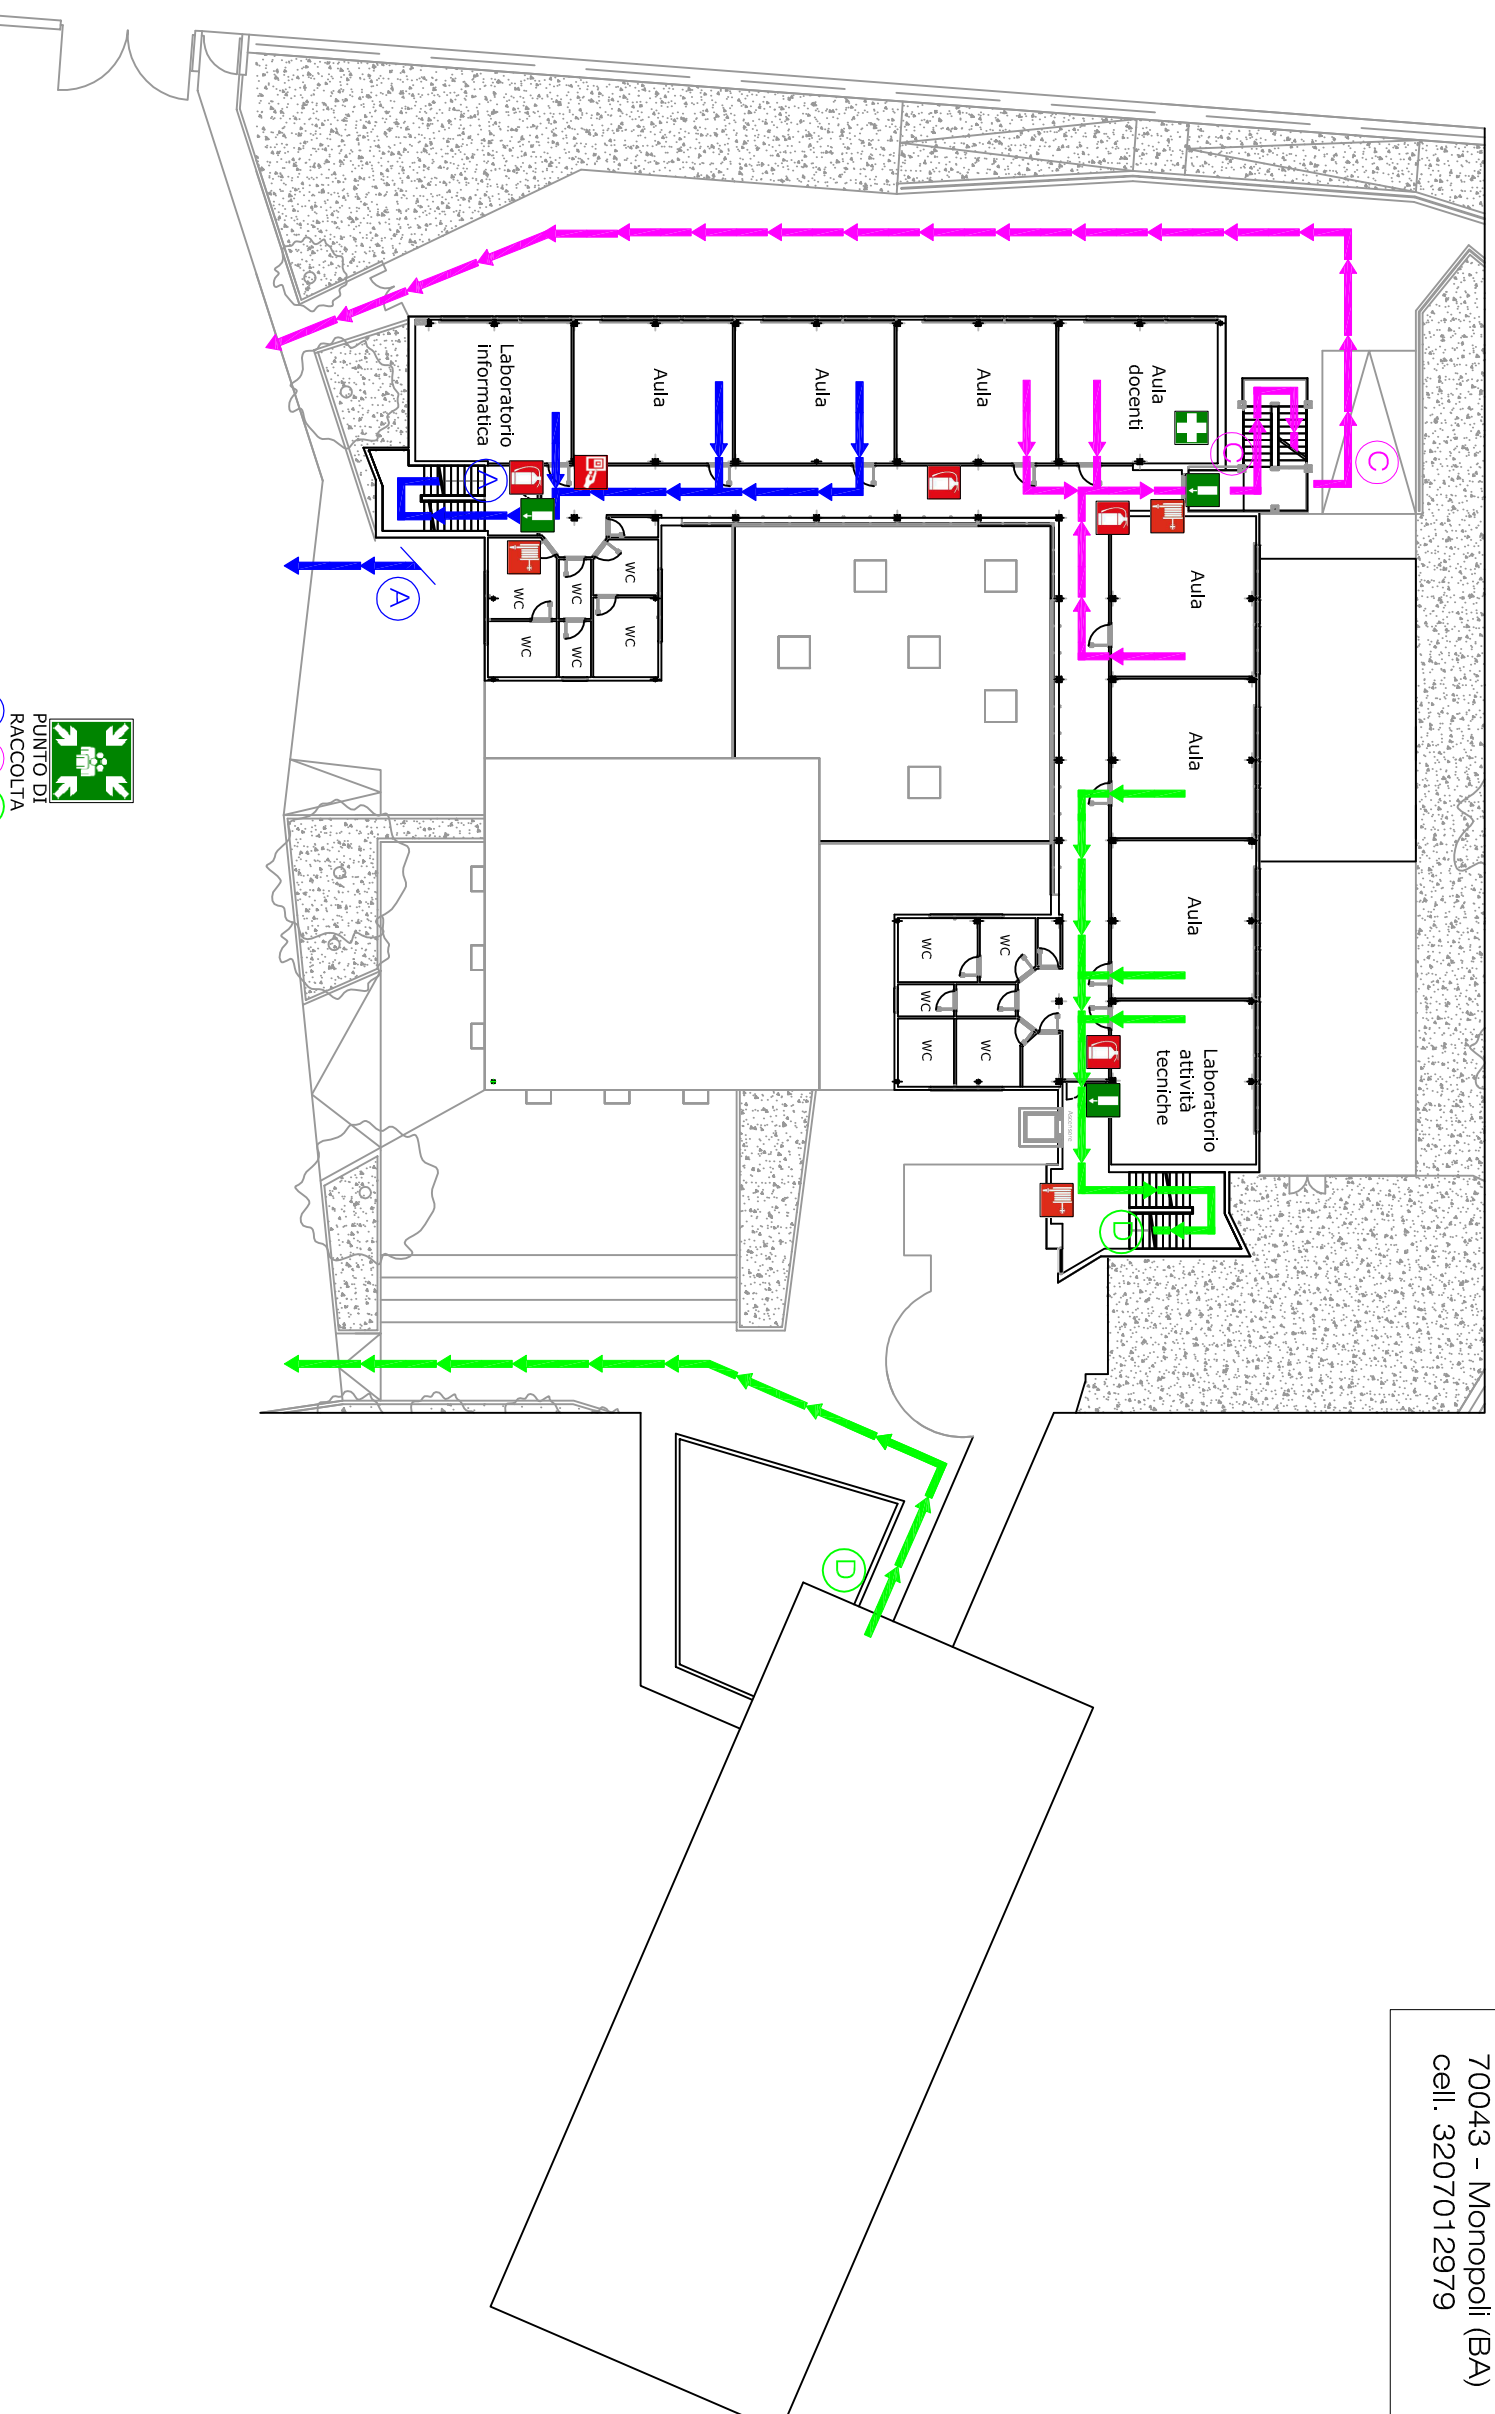 70043 - Monopoli (BA)
cell. 3207012979
C
C
Aula
docenti
Aula
Aula
Aula
Laboratorio
informatica
A
A
Aula
Aula
Aula
Laboratorio
attività
tecniche
D
Ascensore
WC
WC
WC
WC
WC
WC
WC
WC
WC
WC
WC
D
PUNTO DI
RACCOLTA